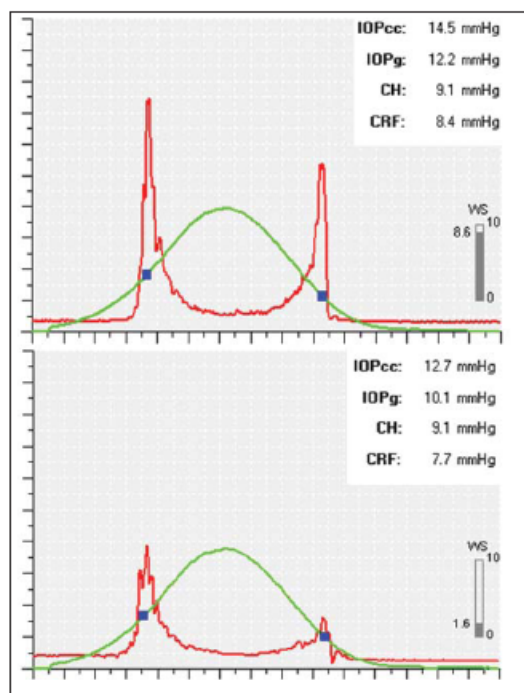 IOPcc: 14.5 mmHg
IOPg: 12.2 mmHg
CH: 9.1 mmHg
CRF: 8.4 mmHg
WS
10
8.6
0
IOPcc: 12.7 mmHg
IOPg: 10.1 mmHg
CH: 9.1 mmHg
CRF: 7.7 mmHg
WS
10
1.6
0